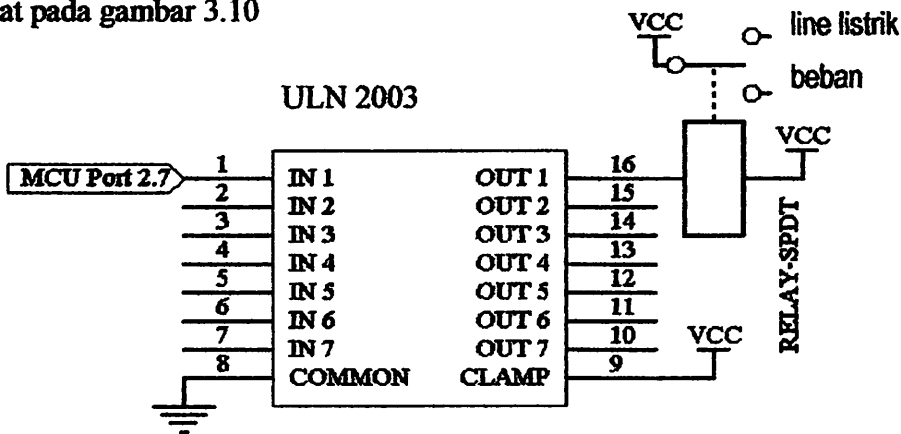 at pada gambar 3.10
VCC
line listrik
beban
ULN 2003
VCC
MCU Port 2.7
1 IN 1 OUT 1 16
2 IN 2 OUT 2 15
3 IN 3 OUT 3 14
4 IN 4 OUT 4 13
5 IN 5 OUT 5 12
6 IN 6 OUT 6 11
7 IN 7 OUT 7 10
8 COMMON CLAMP 9
VCC
RELAY-SPDT